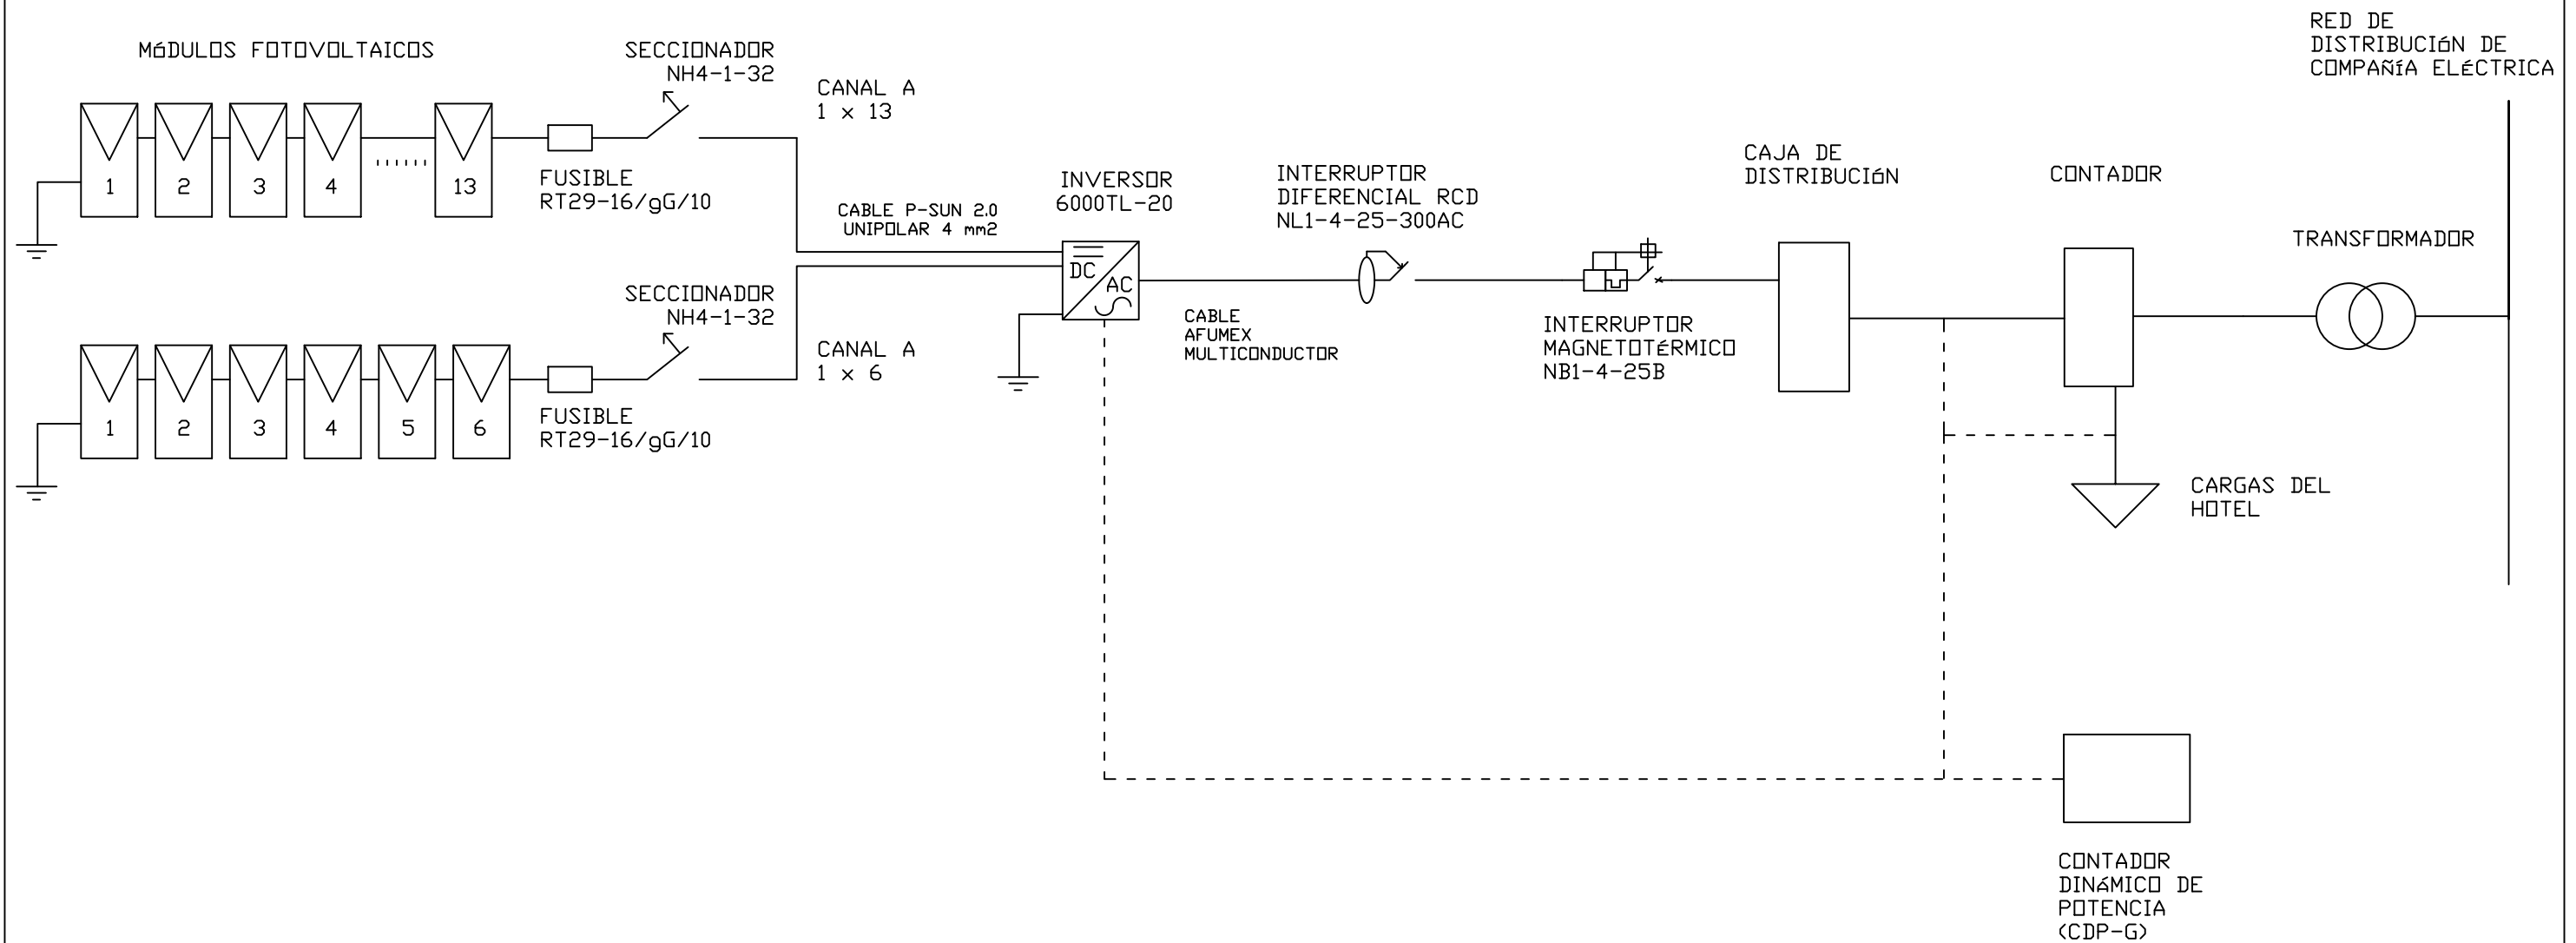 MóDULOS FOTOVOLTAICOS
SECCIONADOR
NH4-1-32
CANAL A
1 x 13
1
2
3
4
13
FUSIBLE
RT29-16/gG/10
CABLE P-SUN 2.0
UNIPOLAR 4 mm2
INVERSOR
6000TL-20
DC
AC
INTERRUPTOR
DIFERENCIAL RCD
NL1-4-25-300AC
CABLE
AFUMEX
MULTICONDUCTOR
INTERRUPTOR
MAGNETOTéRMICO
NB1-4-25B
CAJA DE
DISTRIBUCIóN
CONTADOR
TRANSFORMADOR
RED DE
DISTRIBUCIóN DE
COMPAÑíA ELéCTRICA
SECCIONADOR
NH4-1-32
CANAL A
1 x 6
1
2
3
4
5
6
FUSIBLE
RT29-16/gG/10
CARGAS DEL
HOTEL
CONTADOR
DINáMICO DE
POTENCIA
(CDP-G)